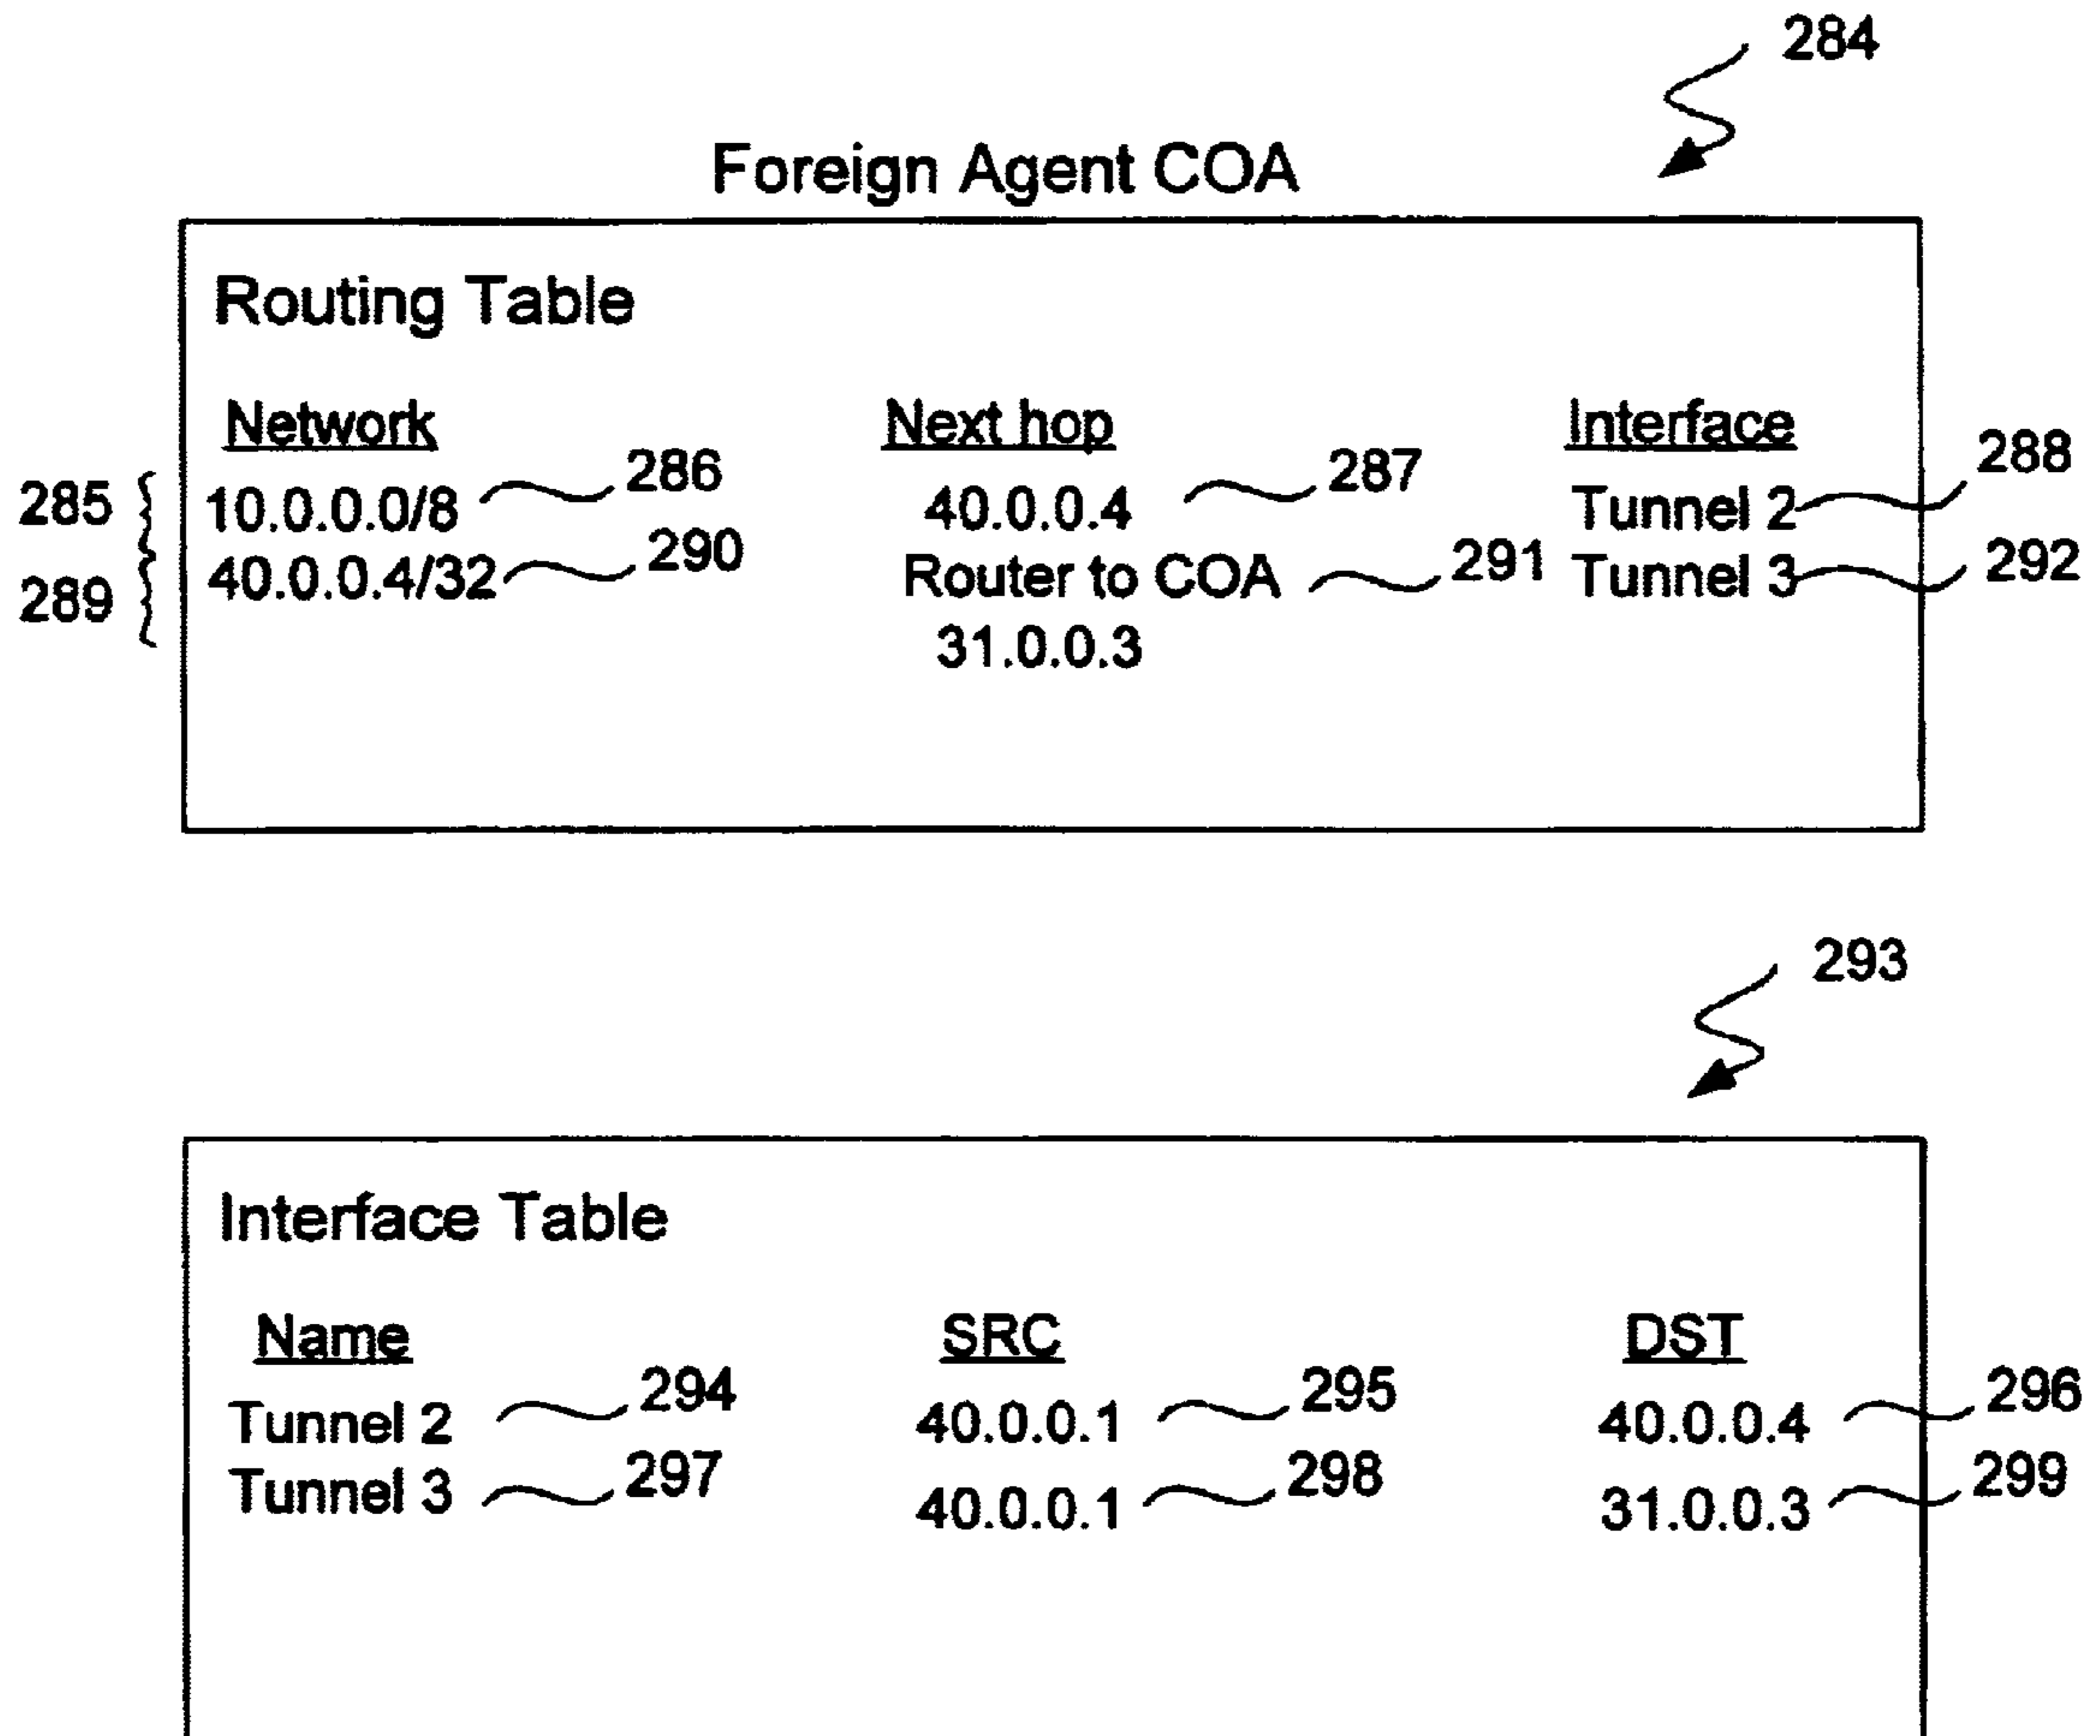 284
Foreign Agent COA
Routing Table
Network Next hop Interface
285 10.0.0.0/8 286 40.0.0.4 287 Tunnel 2 288
289 40.0.0.4/32 290 Router to COA 291 Tunnel 3 292
31.0.0.3
293
Interface Table
Name SRC DST
Tunnel 2 294 40.0.0.1 295 40.0.0.4 296
Tunnel 3 297 40.0.0.1 298 31.0.0.3 299